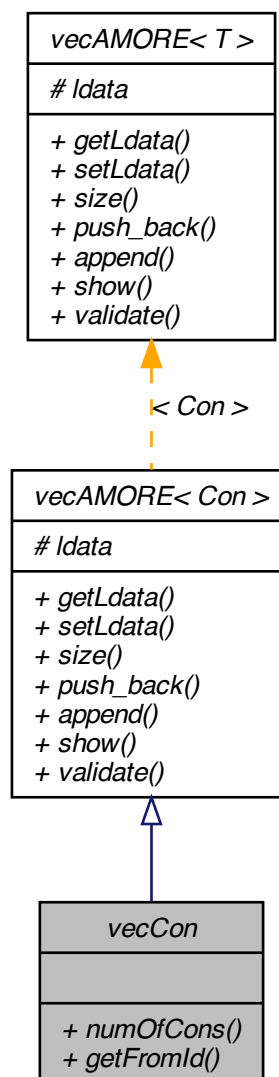 vecAMORE< T >
# ldata
+ getLdata()
+ setLdata()
+ size()
+ push_back()
+ append()
+ show()
+ validate()
< Con >
vecAMORE< Con >
# ldata
+ getLdata()
+ setLdata()
+ size()
+ push_back()
+ append()
+ show()
+ validate()
vecCon
+ numOfCons()
+ getFromId()